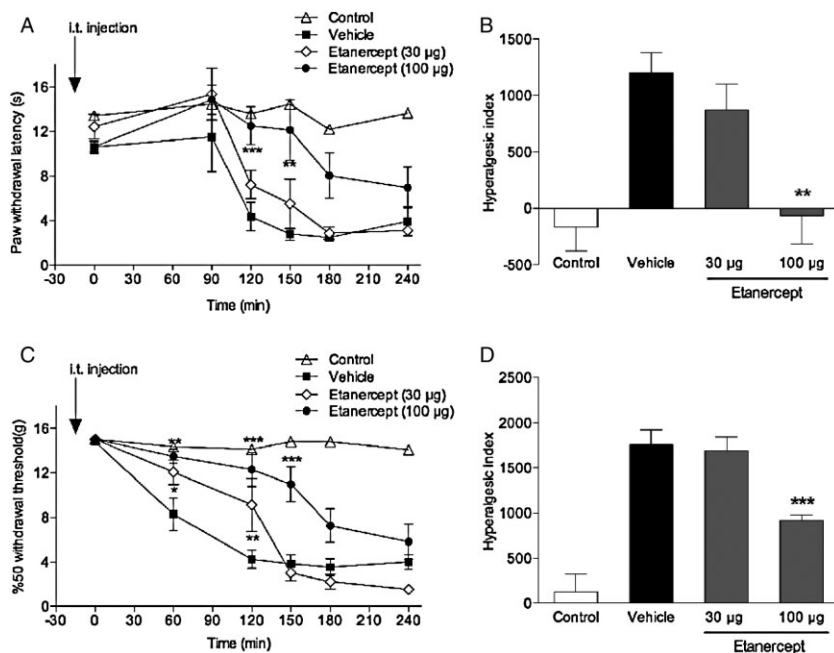 A
i.t. injection
Control
Vehicle
Etanercept (30 µg)
Etanercept (100 µg)
Paw withdrawal latency (s)
16
12
8
4
0
***
**
-30 0 30 60 90 120 150 180 210 240
Time (min)
B
Hyperalgesic index
1500
1000
500
0
-500
**
Control Vehicle 30 µg 100 µg
Etanercept
C
i.t. injection
Control
Vehicle
Etanercept (30 µg)
Etanercept (100 µg)
%50 withdrawal threshold(g)
16
12
8
4
0
** ***
***
*
**
-30 0 30 60 90 120 150 180 210 240
Time (min)
D
Hyperalgesic Index
2500
2000
1500
1000
500
0
***
Control Vehicle 30 µg 100 µg
Etanercept